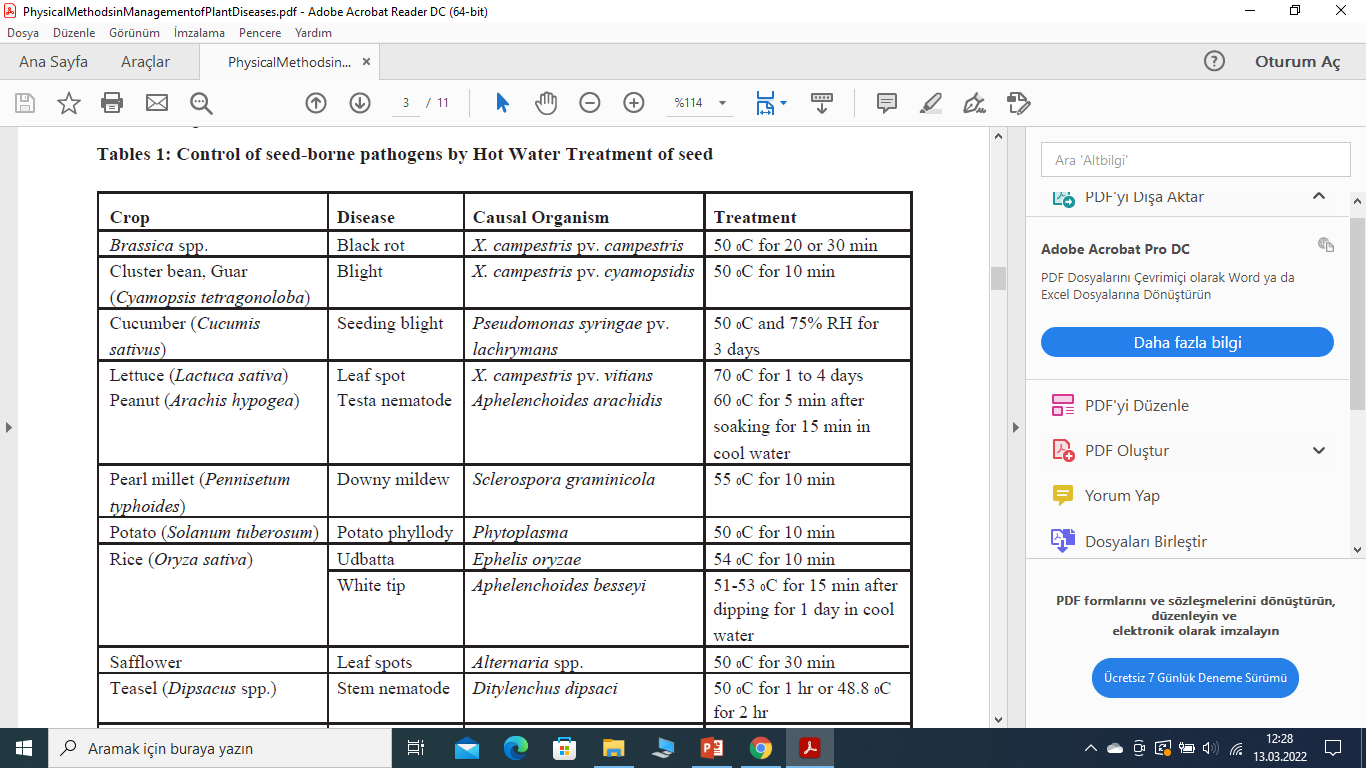 PhysicalMethodsinManagementofPlantDiseases.pdf - Adobe Acrobat Reader DC (64-bit)
Dosya Düzenle Görünüm İmzalama Pencere Yardım
Ana Sayfa Araçlar PhysicalMethodsin... × Oturum Aç
3 / 11 %114
Tables 1: Control of seed-borne pathogens by Hot Water Treatment of seed
Crop Disease Causal Organism Treatment
Brassica spp. Black rot X. campestris pv. campestris 50 0C for 20 or 30 min
Cluster bean, Guar Blight X. campestris pv. cyamopsidis 50 0C for 10 min
(Cyamopsis tetragonoloba)
Cucumber (Cucumis Seeding blight Pseudomonas syringae pv. 50 0C and 75% RH for
sativus) lachrymans 3 days
Lettuce (Lactuca sativa) Leaf spot X. campestris pv. vitians 70 0C for 1 to 4 days
Peanut (Arachis hypogea) Testa nematode Aphelenchoides arachidis 60 0C for 5 min after
soaking for 15 min in
cool water
Pearl millet (Pennisetum Downy mildew Sclerospora graminicola 55 0C for 10 min
typhoides)
Potato (Solanum tuberosum) Potato phyllody Phytoplasma 50 0C for 10 min
Rice (Oryza sativa) Udbatta Ephelis oryzae 54 0C for 10 min
White tip Aphelenchoides besseyi 51-53 0C for 15 min after
dipping for 1 day in cool
water
Safflower Leaf spots Alternaria spp. 50 0C for 30 min
Teasel (Dipsacus spp.) Stem nematode Ditylenchus dipsaci 50 0C for 1 hr or 48.8 0C
for 2 hr
Ara 'Altbilgi'
PDF'yi Dışa Aktar
Adobe Acrobat Pro DC
PDF Dosyalarını Çevrimiçi olarak Word ya da
Excel Dosyalarına Dönüştürün
Daha fazla bilgi
PDF'yi Düzenle
PDF Oluştur
Yorum Yap
Dosyaları Birleştir
PDF formlarını ve sözleşmelerini dönüştürün,
düzenleyin ve
elektronik olarak imzalayın
Ücretsiz 7 Günlük Deneme Sürümü
Aramak için buraya yazın
12:28
13.03.2022